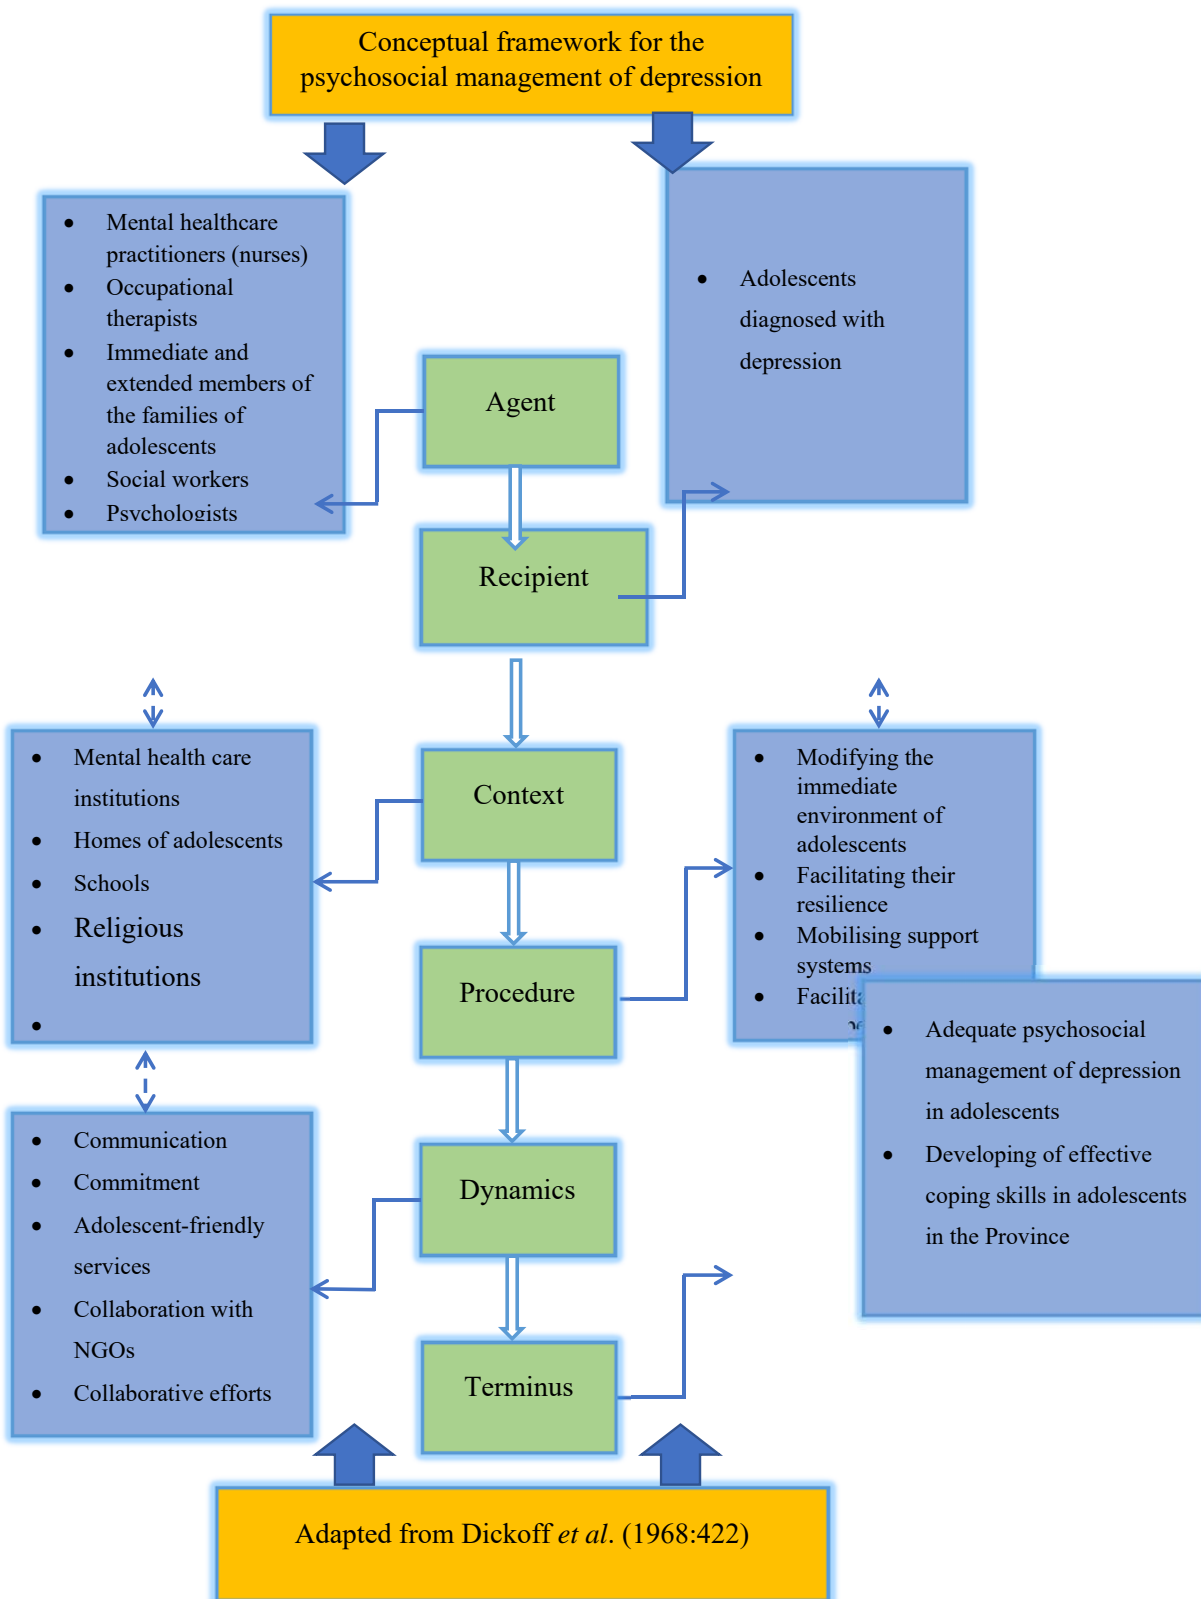 Conceptual framework for the
psychosocial management of depression
Mental healthcare
practitioners (nurses)
Occupational
therapists
Immediate and
extended members of
the families of
adolescents
Social workers
Psychologists
Adolescents
diagnosed with
depression
Agent
Recipient
Mental health care
institutions
Homes of adolescents
Schools
Religious
institutions
Context
Modifying the
immediate
environment of
adolescents
Facilitating their
resilience
Mobilising support
systems
Procedure
Adequate psychosocial
management of depression
in adolescents
Developing of effective
coping skills in adolescents
in the Province
Communication
Commitment
Adolescent-friendly
services
Collaboration with
NGOs
Collaborative efforts
Dynamics
Terminus
Adapted from Dickoff et al. (1968:422)